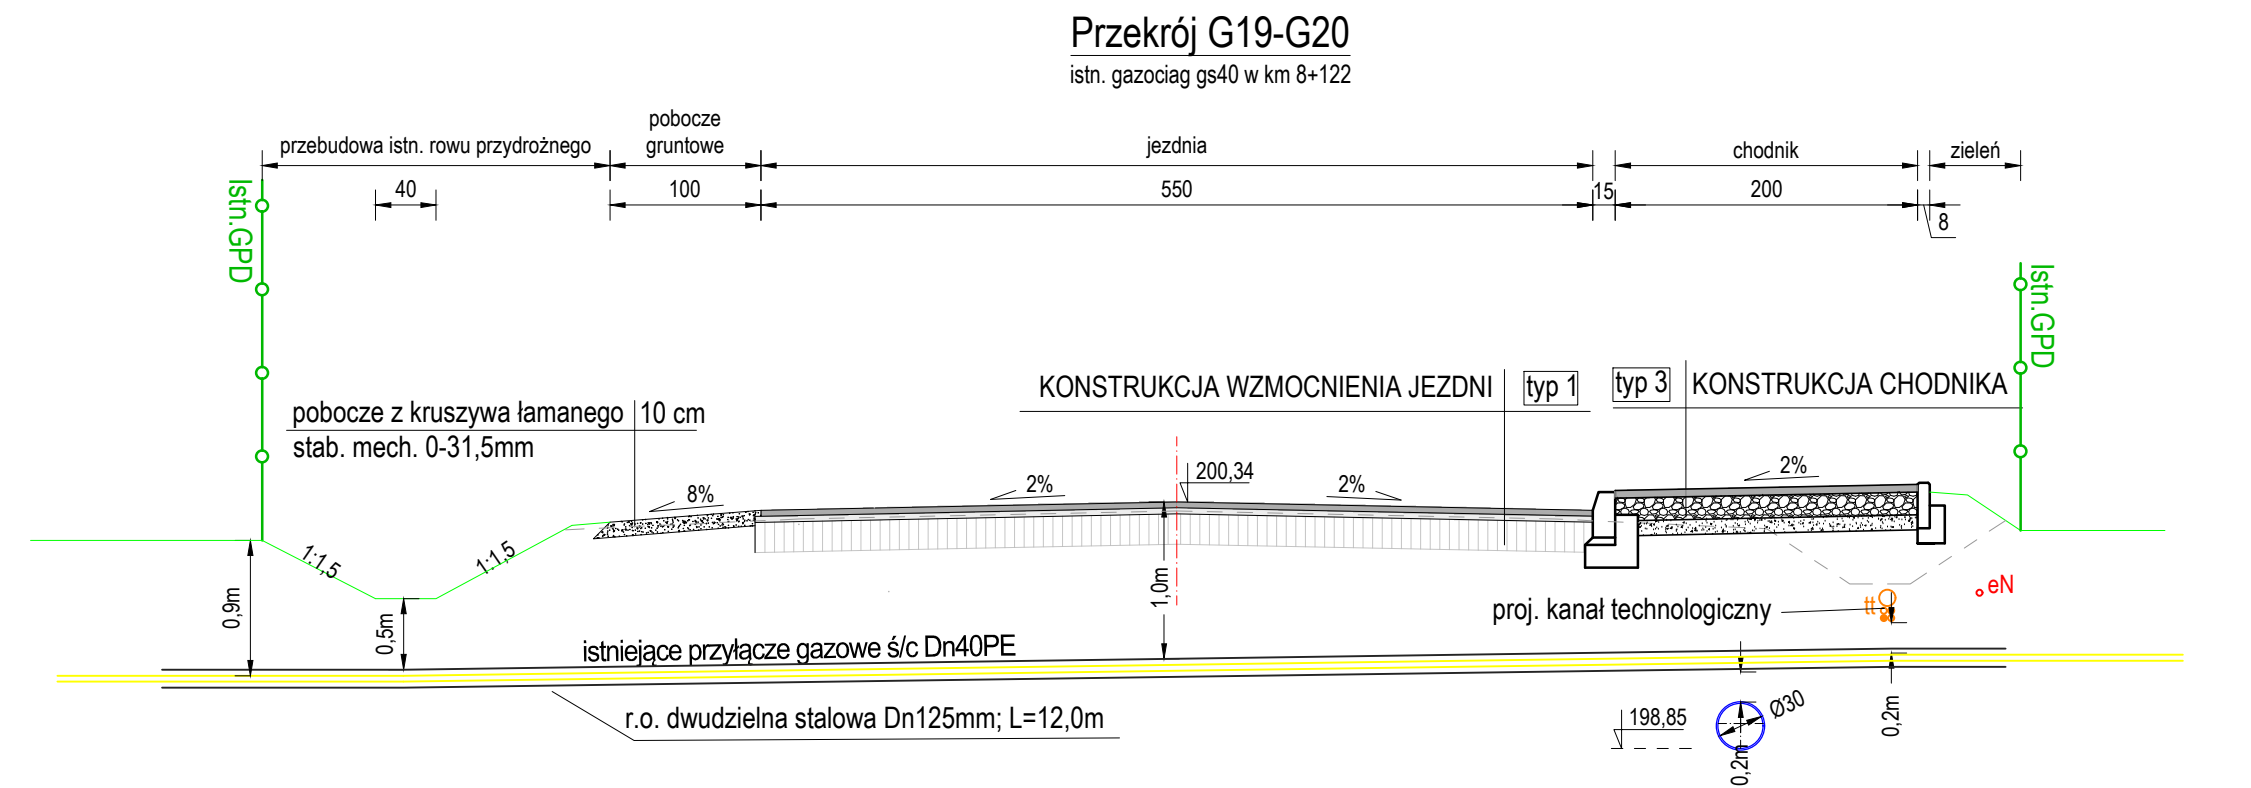 Przekrój G19-G20
istn. gazociag gs40 w km 8+122
przebudowa istn. rowu przydrożnego
pobocze
gruntowe
jezdnia
chodnik
zieleń
40
100
550
15
200
8
Istn.GPD
Istn.GPD
KONSTRUKCJA WZMOCNIENIA JEZDNI
typ 1
typ 3
KONSTRUKCJA CHODNIKA
pobocze z kruszywa łamanego
10 cm
stab. mech. 0-31,5mm
8%
2%
200,34
2%
2%
1:1,5
1:1,5
0,9m
0,5m
1,0m
proj. kanał technologiczny
tt
eN
istniejące przyłącze gazowe ś/c Dn40PE
r.o. dwudzielna stalowa Dn125mm; L=12,0m
198,85
Ø30
0,2m
0,2m